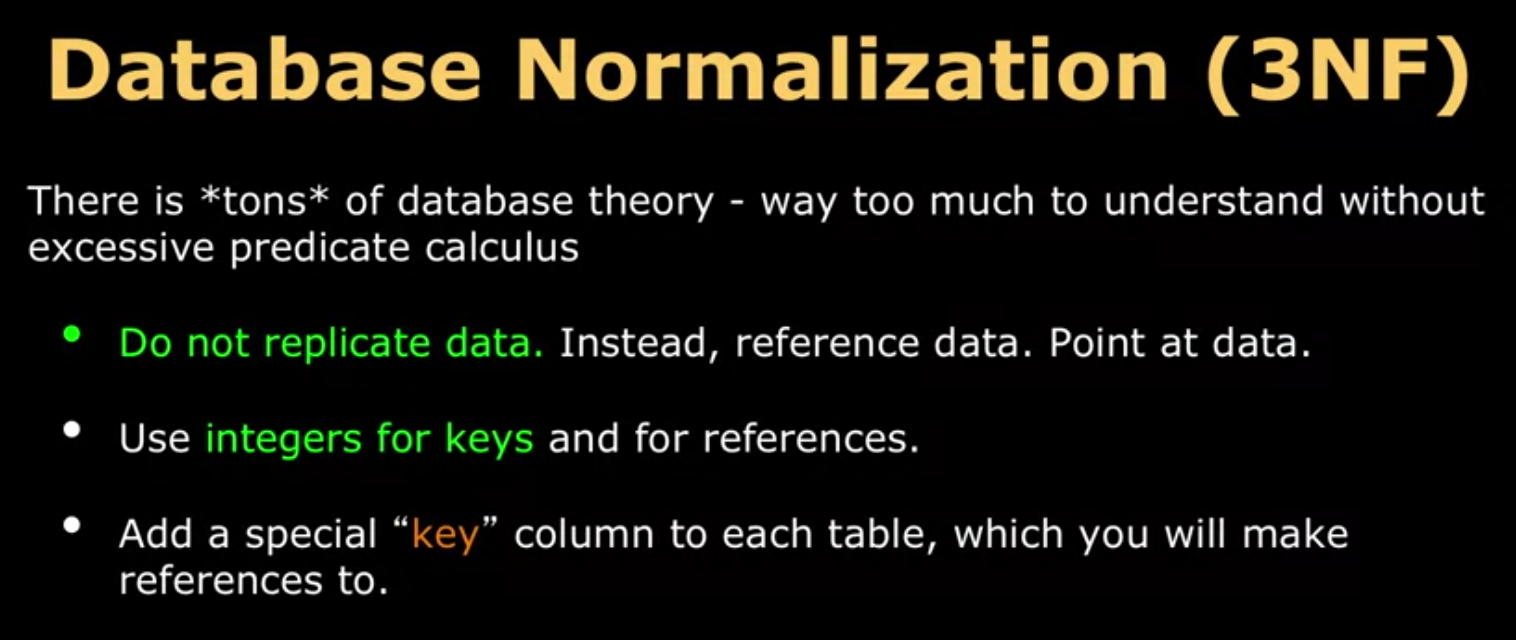 Database Normalization (3NF)
There is *tons* of database theory - way too much to understand without
excessive predicate calculus
• Do not replicate data. Instead, reference data. Point at data.
• Use integers for keys and for references.
• Add a special “key” column to each table, which you will make
references to.